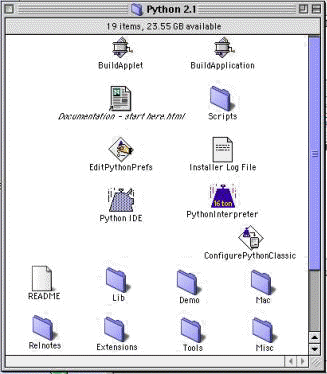 Python 2.1
19 items, 23.55 GB available
BuildApplet
BuildApplication
Documentation - start here.html
Scripts
EditPythonPrefs
Installer Log File
16 ton
Python IDE
PythonInterpreter
ConfigurePythonClassic
README
Lib
Demo
Mac
Relnotes
Extensions
Tools
Misc